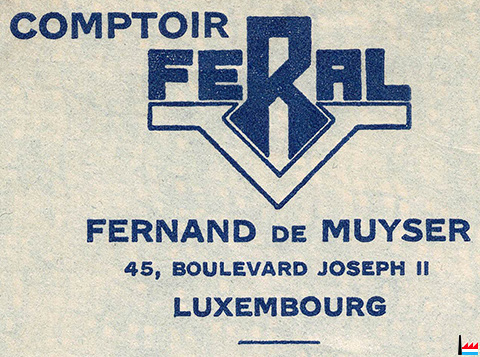 COMPTOIR
FERAL
FERNAND DE MUYSER
45, BOULEVARD JOSEPH II
LUXEMBOURG